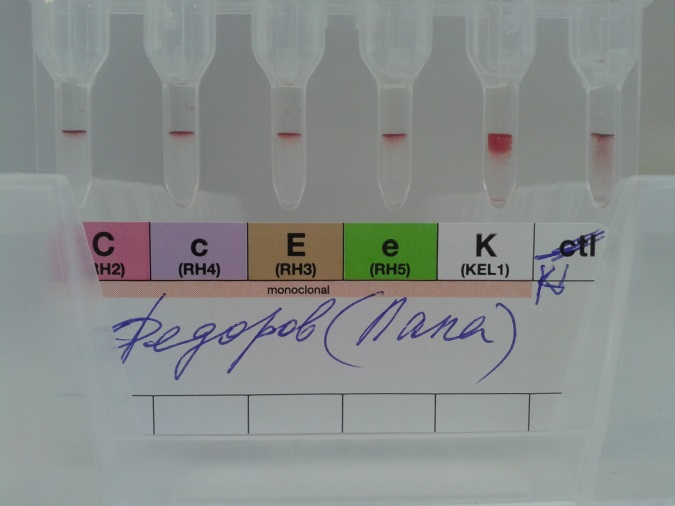 C c E e K ctl
RH2) (RH4) (RH3) (RH5) (KEL1)
monoclonal
Федоров (Папа)